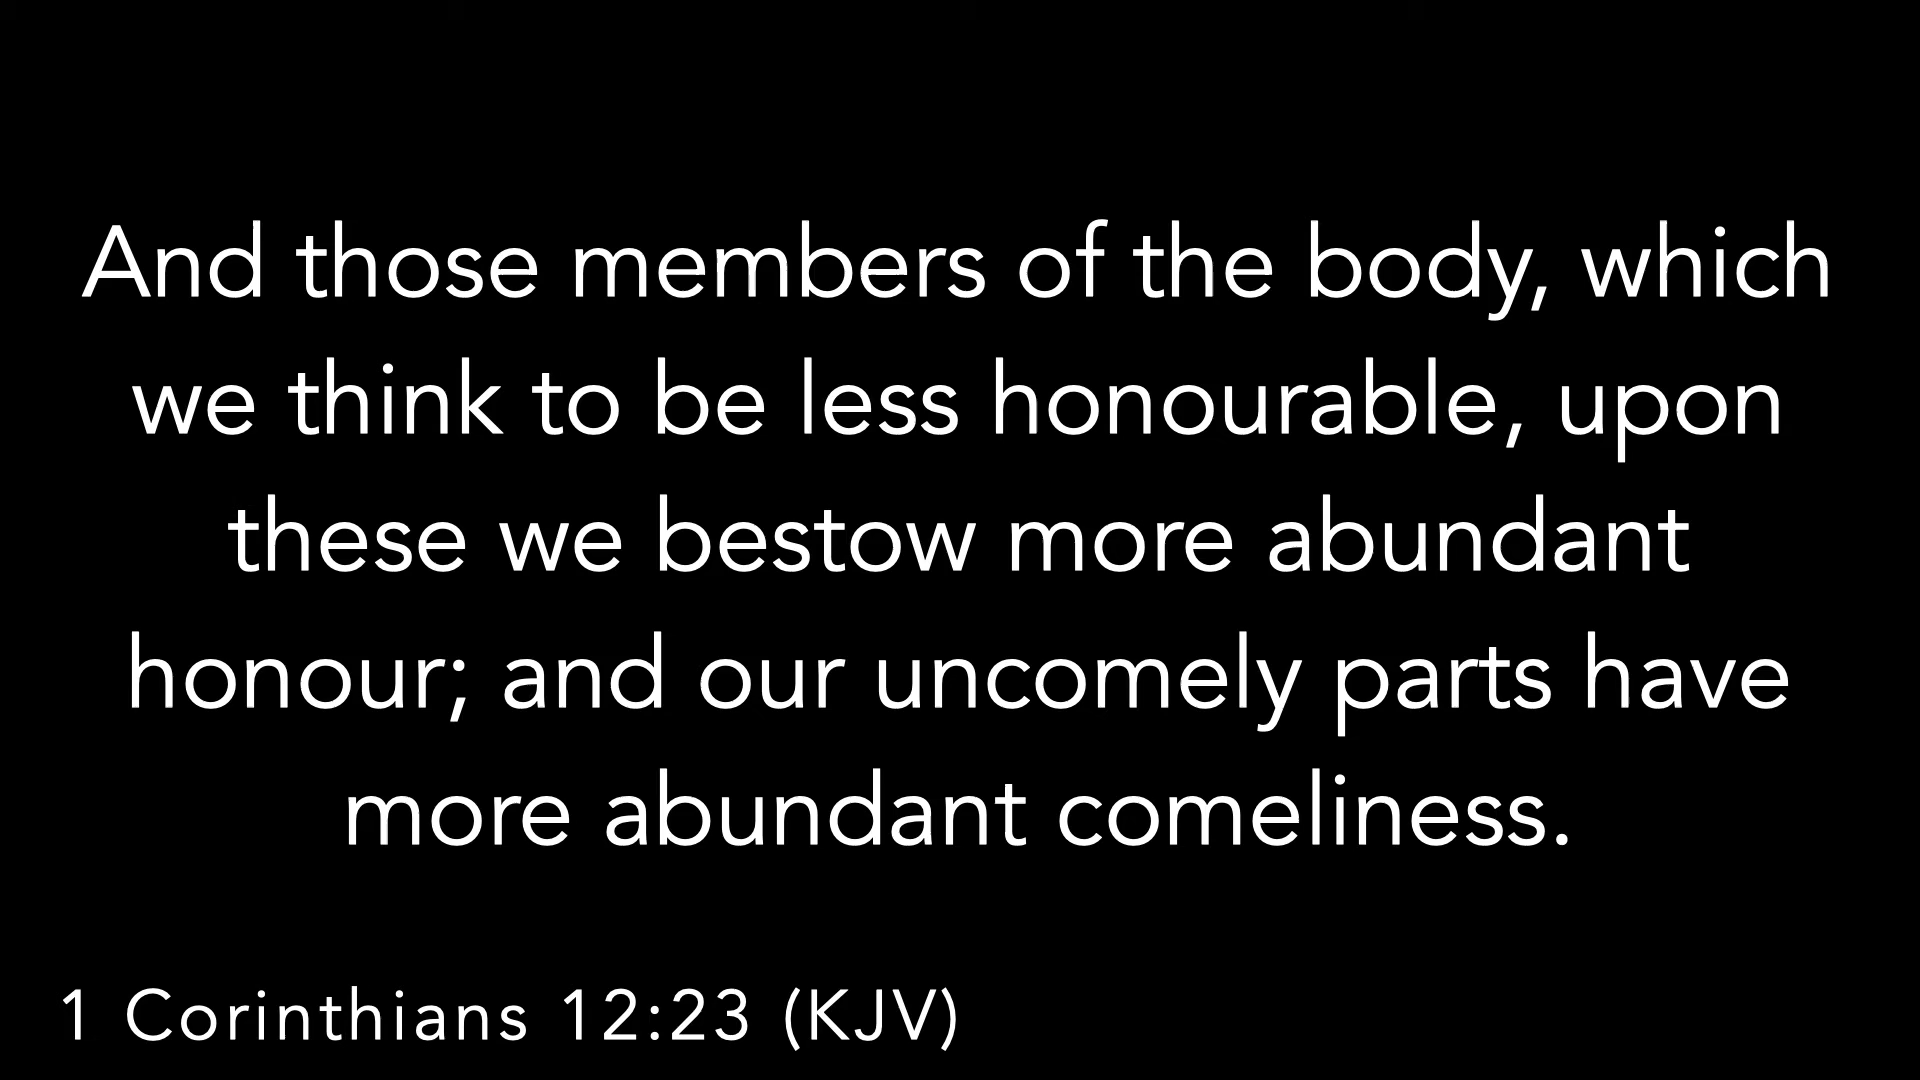 And those members of the body, which
we think to be less honourable, upon
these we bestow more abundant
honour; and our uncomely parts have
more abundant comeliness.
1 Corinthians 12:23 (KJV)